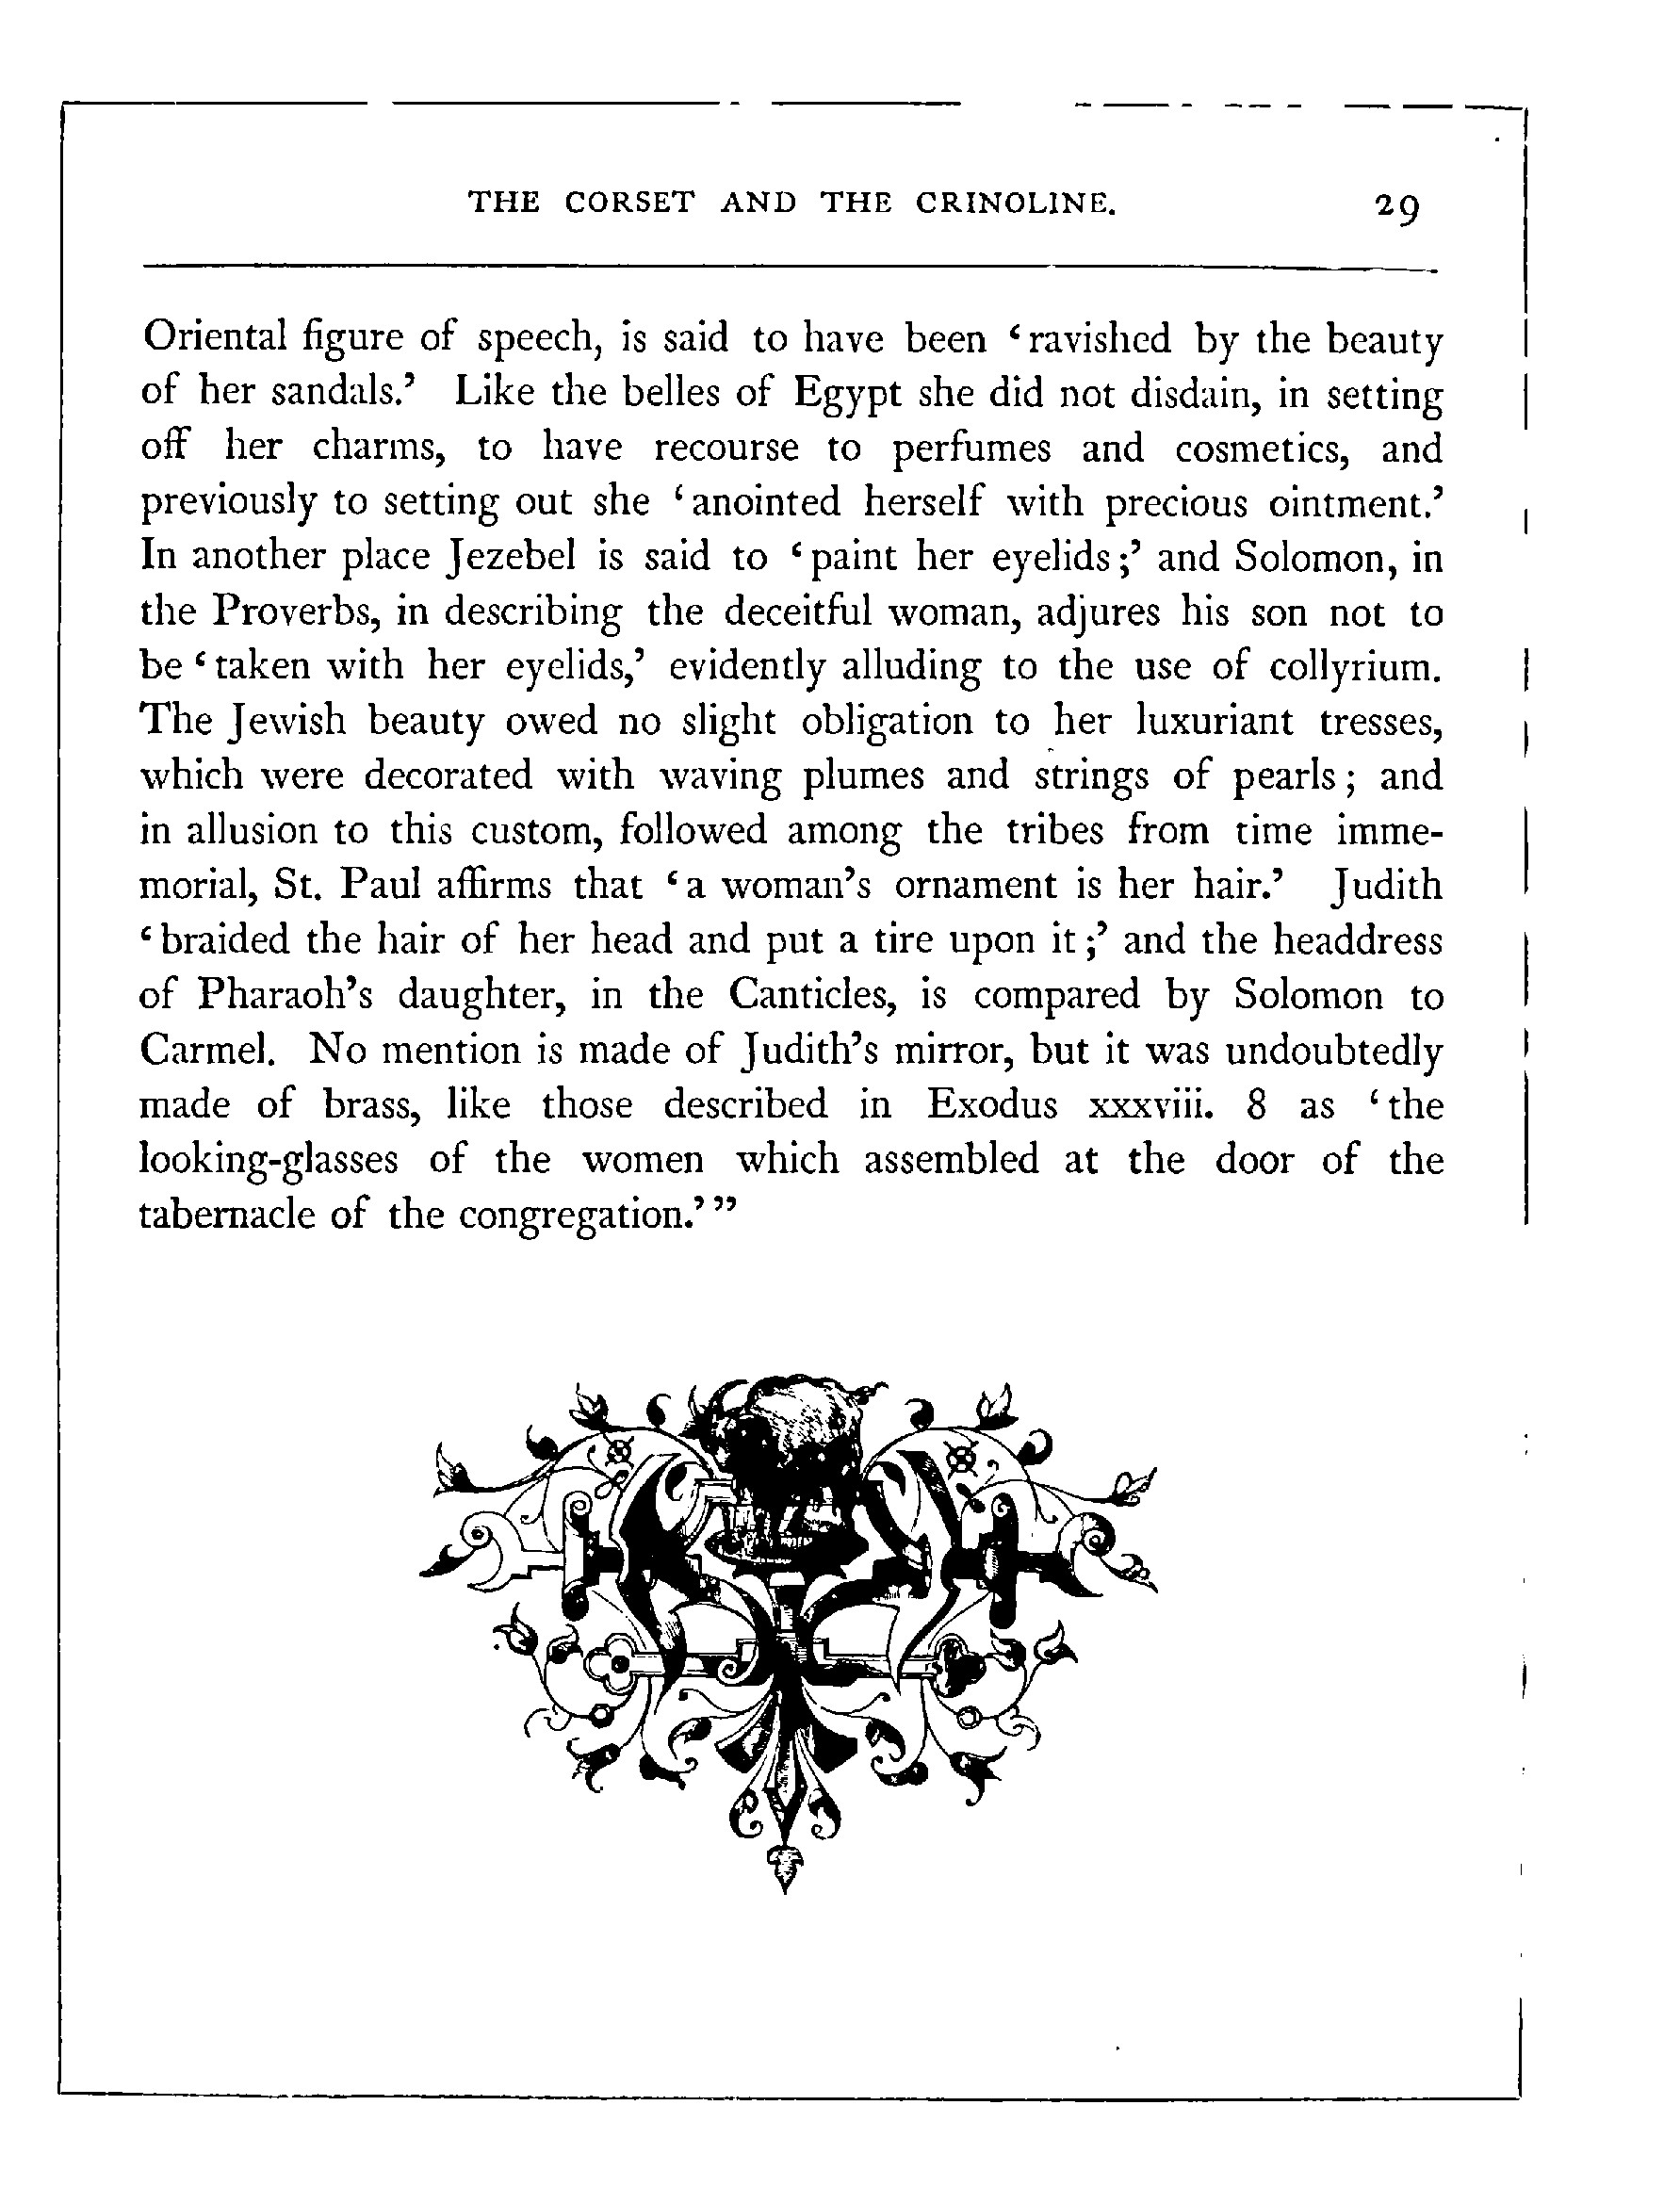 THE CORSET AND THE CRINOLINE. 29
Oriental figure of speech, is said to have been ‘ravished by the beauty
of her sandals.’ Like the belles of Egypt she did not disdain, in setting
off her charms, to have recourse to perfumes and cosmetics, and
previously to setting out she ‘anointed herself with precious ointment.’
In another place Jezebel is said to ‘paint her eyelids;’ and Solomon, in
the Proverbs, in describing the deceitful woman, adjures his son not to
be ‘taken with her eyelids,’ evidently alluding to the use of collyrium.
The Jewish beauty owed no slight obligation to her luxuriant tresses,
which were decorated with waving plumes and strings of pearls; and
in allusion to this custom, followed among the tribes from time imme-
morial, St. Paul affirms that ‘a woman’s ornament is her hair.’ Judith
‘braided the hair of her head and put a tire upon it;’ and the headdress
of Pharaoh’s daughter, in the Canticles, is compared by Solomon to
Carmel. No mention is made of Judith’s mirror, but it was undoubtedly
made of brass, like those described in Exodus xxxviii. 8 as ‘the
looking-glasses of the women which assembled at the door of the
tabernacle of the congregation.’”